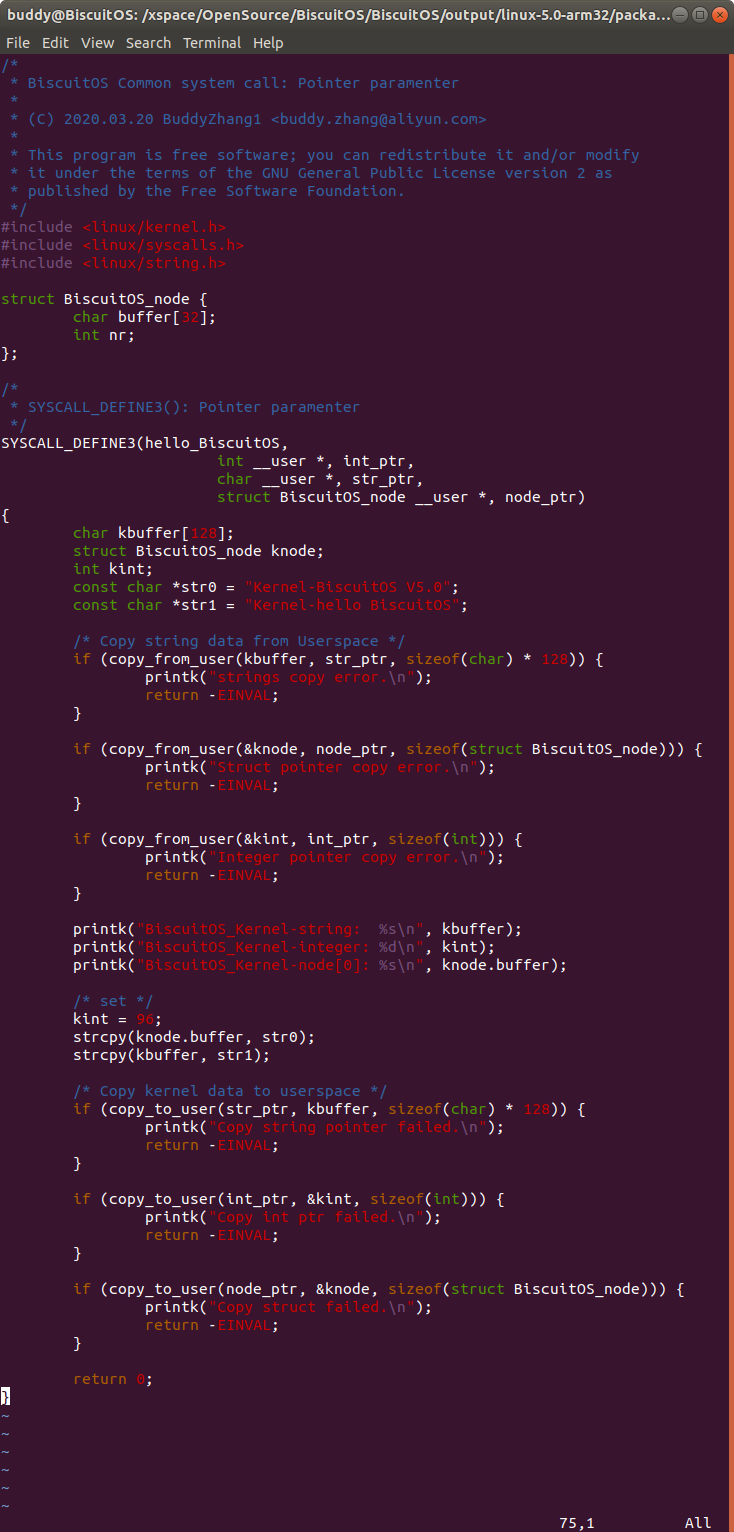 buddy@BiscuitOS: /xspace/OpenSource/BiscuitOS/BiscuitOS/output/linux-5.0-arm32/packa...
File Edit View Search Terminal Help
/*
 * BiscuitOS Common system call: Pointer paramenter
 *
 * (C) 2020.03.20 BuddyZhang1 <buddy.zhang@aliyun.com>
 *
 * This program is free software; you can redistribute it and/or modify
 * it under the terms of the GNU General Public License version 2 as
 * published by the Free Software Foundation.
 */
#include <linux/kernel.h>
#include <linux/syscalls.h>
#include <linux/string.h>

struct BiscuitOS_node {
        char buffer[32];
        int nr;
};

/*
 * SYSCALL_DEFINE3(): Pointer paramenter
 */
SYSCALL_DEFINE3(hello_BiscuitOS,
                        int __user *, int_ptr,
                        char __user *, str_ptr,
                        struct BiscuitOS_node __user *, node_ptr)
{
        char kbuffer[128];
        struct BiscuitOS_node knode;
        int kint;
        const char *str0 = "Kernel-BiscuitOS V5.0";
        const char *str1 = "Kernel-hello BiscuitOS";

        /* Copy string data from Userspace */
        if (copy_from_user(kbuffer, str_ptr, sizeof(char) * 128)) {
                printk("strings copy error.\n");
                return -EINVAL;
        }

        if (copy_from_user(&knode, node_ptr, sizeof(struct BiscuitOS_node))) {
                printk("Struct pointer copy error.\n");
                return -EINVAL;
        }

        if (copy_from_user(&kint, int_ptr, sizeof(int))) {
                printk("Integer pointer copy error.\n");
                return -EINVAL;
        }

        printk("BiscuitOS_Kernel-string:  %s\n", kbuffer);
        printk("BiscuitOS_Kernel-integer: %d\n", kint);
        printk("BiscuitOS_Kernel-node[0]: %s\n", knode.buffer);

        /* set */
        kint = 96;
        strcpy(knode.buffer, str0);
        strcpy(kbuffer, str1);

        /* Copy kernel data to userspace */
        if (copy_to_user(str_ptr, kbuffer, sizeof(char) * 128)) {
                printk("Copy string pointer failed.\n");
                return -EINVAL;
        }

        if (copy_to_user(int_ptr, &kint, sizeof(int))) {
                printk("Copy int ptr failed.\n");
                return -EINVAL;
        }

        if (copy_to_user(node_ptr, &knode, sizeof(struct BiscuitOS_node))) {
                printk("Copy struct failed.\n");
                return -EINVAL;
        }

        return 0;
}
~
~
~
~
~
~
75,1 All